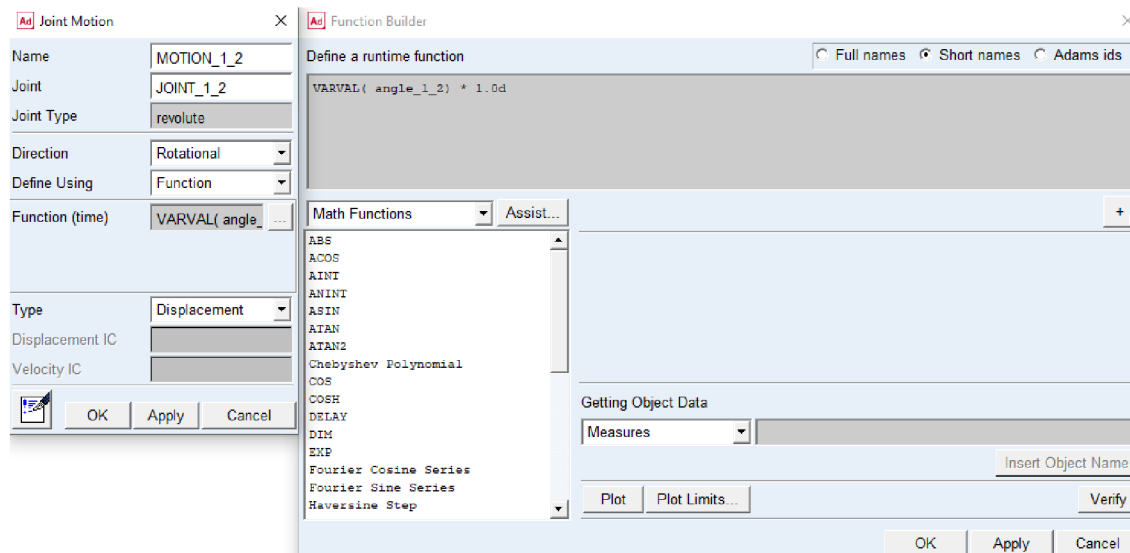 Ad Joint Motion
Name MOTION_1_2
Joint JOINT_1_2
Joint Type revolute
Direction Rotational
Define Using Function
Function (time) VARVAL( angle_ ...
Type Displacement
Displacement IC
Velocity IC
OK Apply Cancel
Ad Function Builder
Define a runtime function Full names Short names Adams ids
VARVAL( angle_1_2) * 1.0d
Math Functions Assist... +
ABS
ACOS
AINT
ANINT
ASIN
ATAN
ATAN2
Chebyshev Polynomial
COS
COSH
DELAY
DIM
EXP
Fourier Cosine Series
Fourier Sine Series
Haversine Step
Getting Object Data
Measures
Insert Object Name
Plot Plot Limits... Verify
OK Apply Cancel